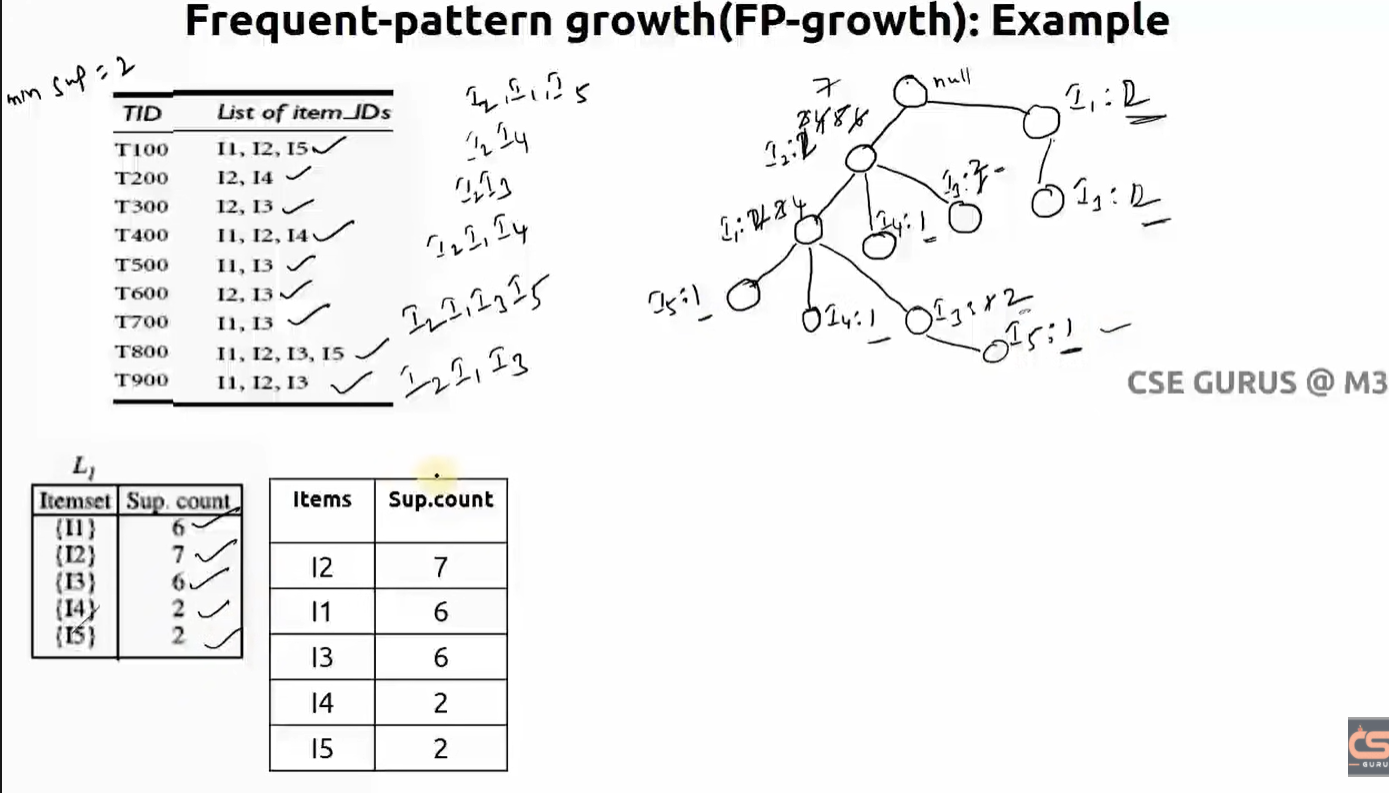 Frequent-pattern growth(FP-growth): Example
min sup = 2
TID List of item_IDs
T100 I1, I2, I5
T200 I2, I4
T300 I2, I3
T400 I1, I2, I4
T500 I1, I3
T600 I2, I3
T700 I1, I3
T800 I1, I2, I3, I5
T900 I1, I2, I3
I2, I1, I5
I2 I4
I2 I3
I2 I1 I4
I2 I1 I3 I5
I2 I1 I3
null
7
I2:
I1: 2
I3: 2
I1: 4
I4:1
I3:
I5:1
I4:1
I3: 2
I5:1
CSE GURUS @ M3
L1
Itemset Sup. count
{I1} 6
{I2} 7
{I3} 6
{I4} 2
{I5} 2
Items Sup.count
I2 7
I1 6
I3 6
I4 2
I5 2
CS
GURU